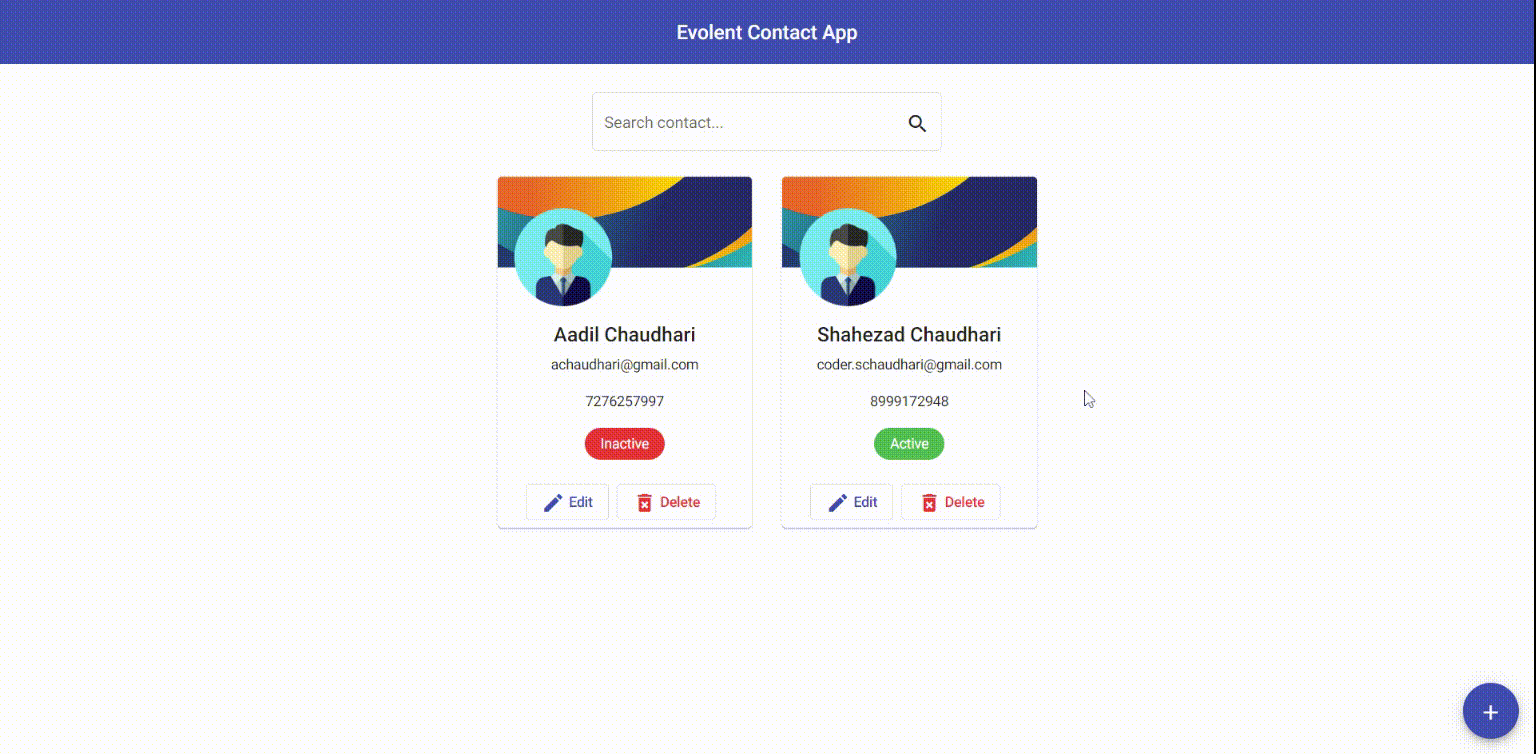 Evolent Contact App
Search contact...
Aadil Chaudhari
achaudhari@gmail.com
7276257997
Inactive
Edit Delete
Shahezad Chaudhari
coder.schaudhari@gmail.com
8999172948
Active
Edit Delete
+